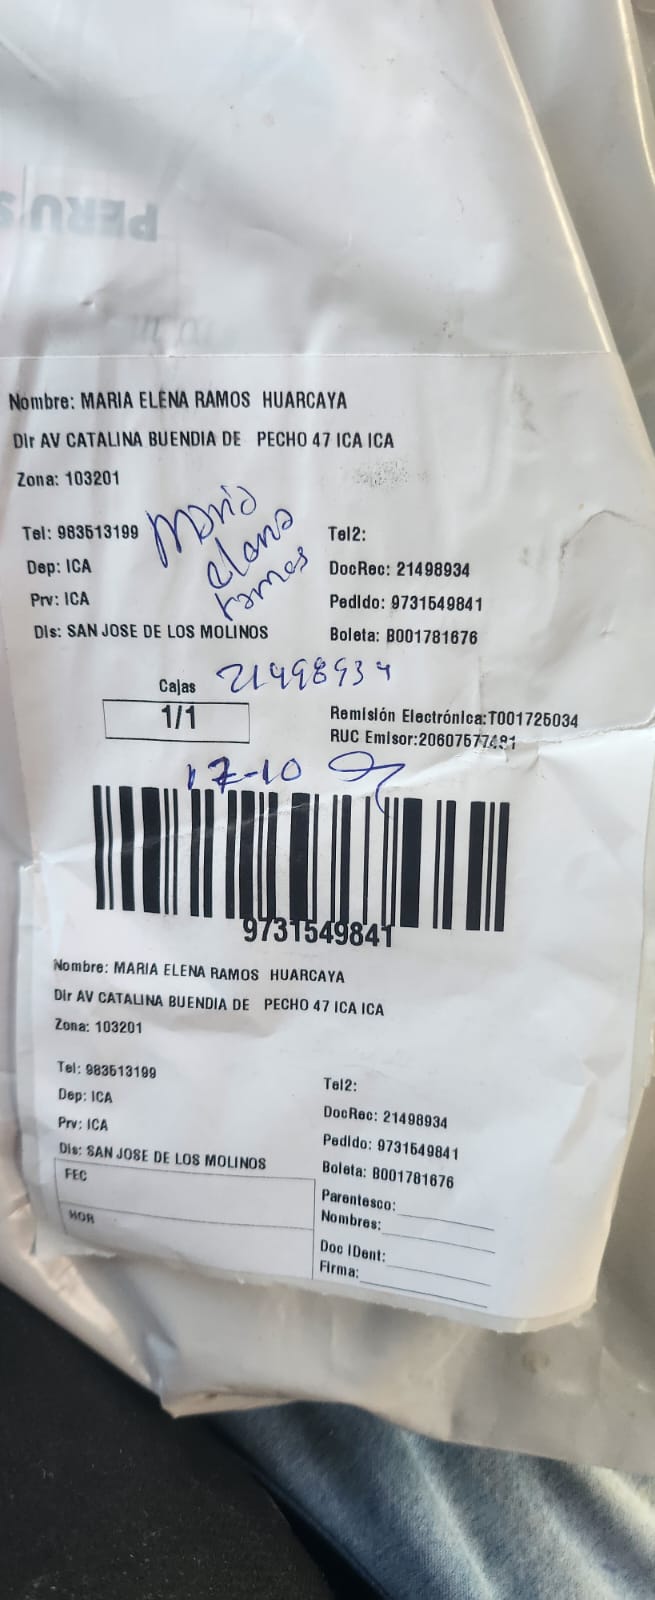 PERU S
Nombre: MARIA ELENA RAMOS HUARCAYA
Dir AV CATALINA BUENDIA DE PECHO 47 ICA ICA
Zona: 103201
Tel: 983513199
Tel2:
Maria
elena
ramos
Dep: ICA
DocRec: 21498934
Prv: ICA
Pedido: 9731549841
Dis: SAN JOSE DE LOS MOLINOS
Boleta: B001781676
21498934
Cajas
1/1
Remisión Electrónica:T001725034
RUC Emisor:20607577481
17-10
9731549841
Nombre: MARIA ELENA RAMOS HUARCAYA
Dir AV CATALINA BUENDIA DE PECHO 47 ICA ICA
Zona: 103201
Tel: 983513199
Tel2:
Dep: ICA
DocRec: 21498934
Prv: ICA
Pedido: 9731549841
Dis: SAN JOSE DE LOS MOLINOS
Boleta: B001781676
FEC
Parentesco:
HOR
Nombres:
Doc IDent:
Firma: